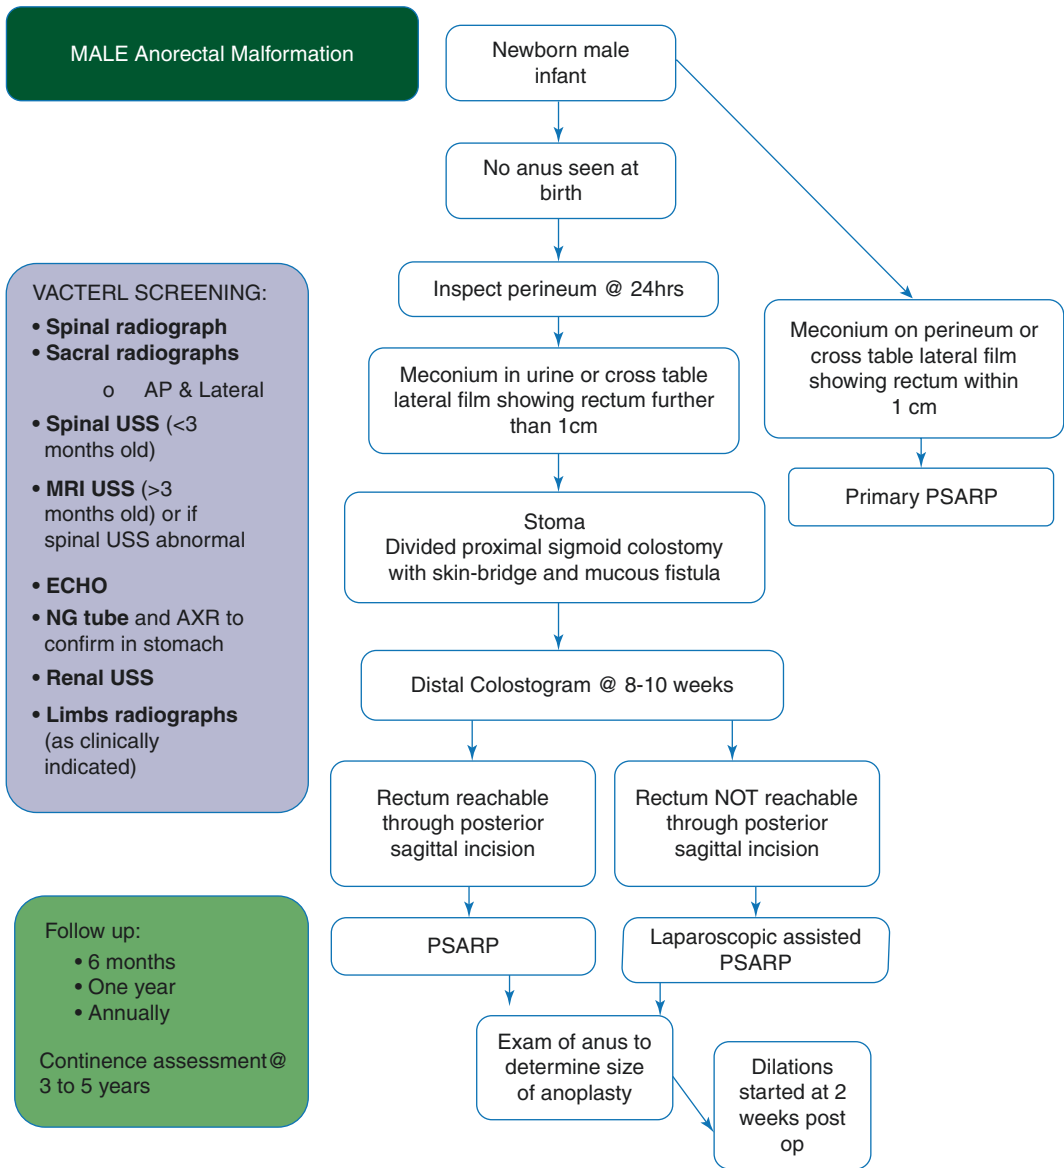 MALE Anorectal Malformation
Newborn male
infant
No anus seen at
birth
Inspect perineum @ 24hrs
Meconium in urine or cross table
lateral film showing rectum further
than 1cm
Meconium on perineum or
cross table lateral film
showing rectum within
1 cm
Primary PSARP
Stoma
Divided proximal sigmoid colostomy
with skin-bridge and mucous fistula
Distal Colostogram @ 8-10 weeks
Rectum reachable
through posterior
sagittal incision
Rectum NOT reachable
through posterior
sagittal incision
PSARP
Laparoscopic assisted
PSARP
Exam of anus to
determine size
of anoplasty
Dilations
started at 2
weeks post
op
VACTERL SCREENING:
• Spinal radiograph
• Sacral radiographs
o AP & Lateral
• Spinal USS (<3
months old)
• MRI USS (>3
months old) or if
spinal USS abnormal
• ECHO
• NG tube and AXR to
confirm in stomach
• Renal USS
• Limbs radiographs
(as clinically
indicated)
Follow up:
• 6 months
• One year
• Annually
Continence assessment@
3 to 5 years